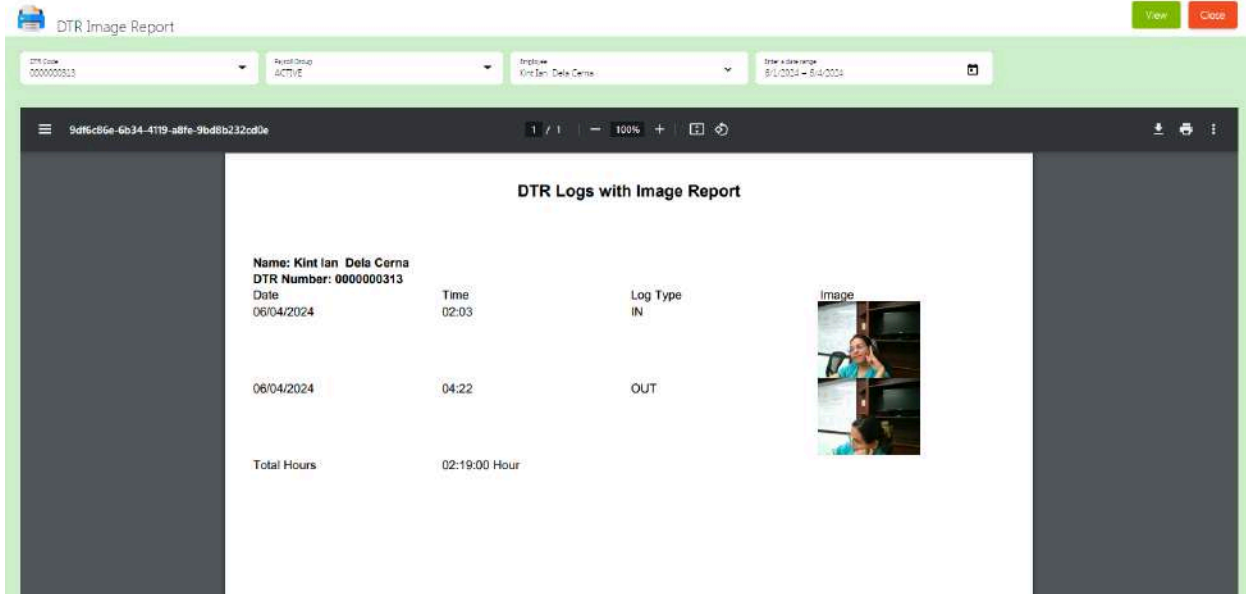 DTR Image Report
View
Close
DTR Code
0000000313
Payroll Group
ACTIVE
Employee
Kint Ian Dela Cerna
Enter a date range
6/1/2024 – 6/4/2024
9df6c86e-6b34-4119-a8fe-9bd8b232cd0e
1 / 1
100%
DTR Logs with Image Report
Name: Kint Ian Dela Cerna
DTR Number: 0000000313
Date Time Log Type Image
06/04/2024 02:03 IN
06/04/2024 04:22 OUT
Total Hours 02:19:00 Hour